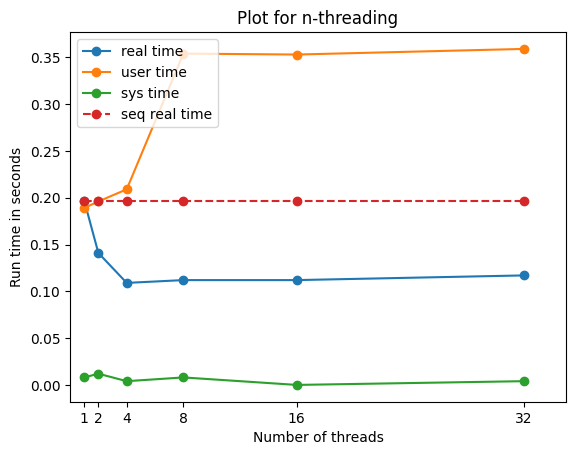 Plot for n-threading
real time
user time
sys time
seq real time
Run time in seconds
0.35
0.30
0.25
0.20
0.15
0.10
0.05
0.00
1 2 4 8 16 32
Number of threads